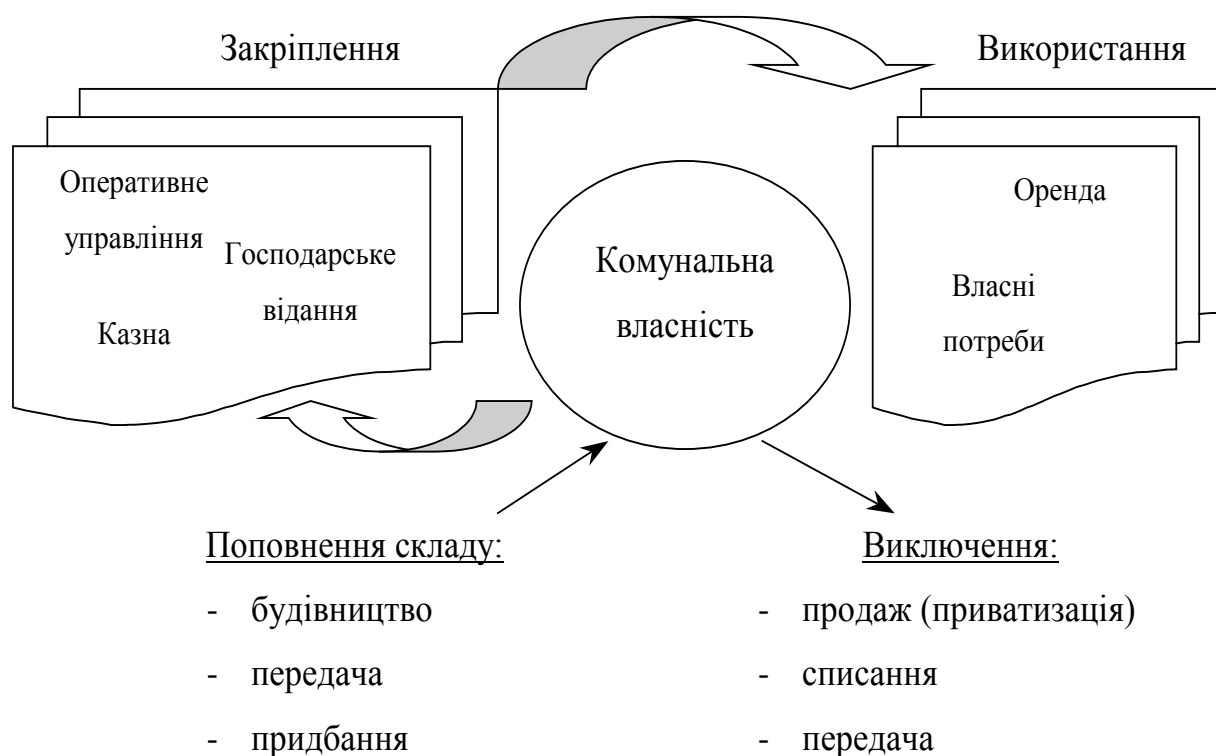 Закріплення
Використання
Оперативне
управління
Господарське
відання
Казна
Комунальна
власність
Оренда
Власні
потреби
Поповнення складу:
- будівництво
- передача
- придбання
Виключення:
- продаж (приватизація)
- списання
- передача